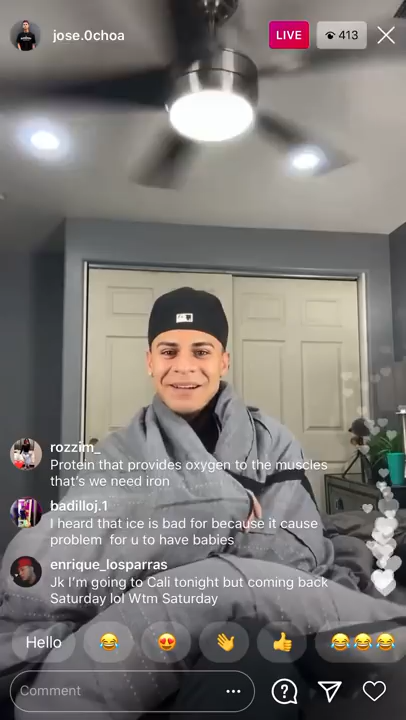 jose.0choa
LIVE
413
rozzim_
Protein that provides oxygen to the muscles
that's we need iron
badilloj.1
I heard that ice is bad for because it cause
problem for u to have babies
enrique_losparras
Jk I'm going to Cali tonight but coming back
Saturday lol Wtm Saturday
Hello
Comment